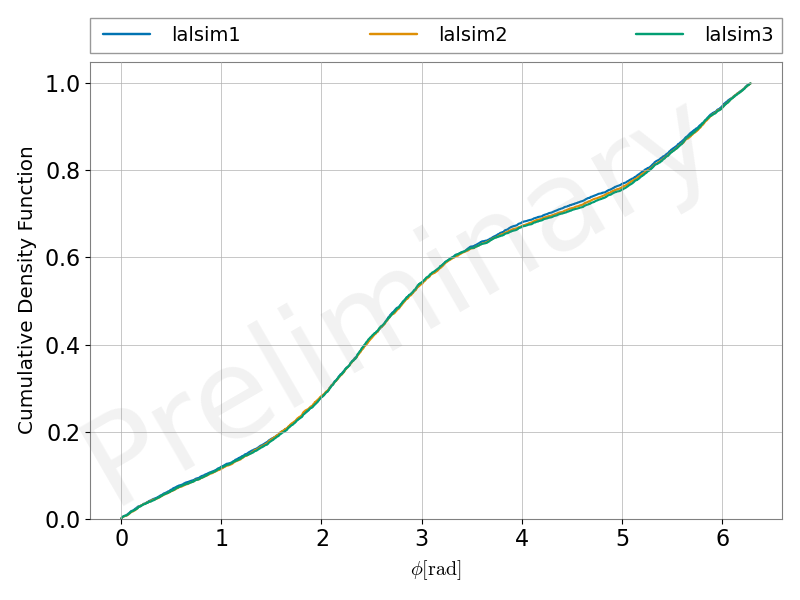 lalsim1 lalsim2 lalsim3
1.0
0.8
0.6
0.4
0.2
0.0
Cumulative Density Function
Preliminary
0 1 2 3 4 5 6
ϕ[rad]